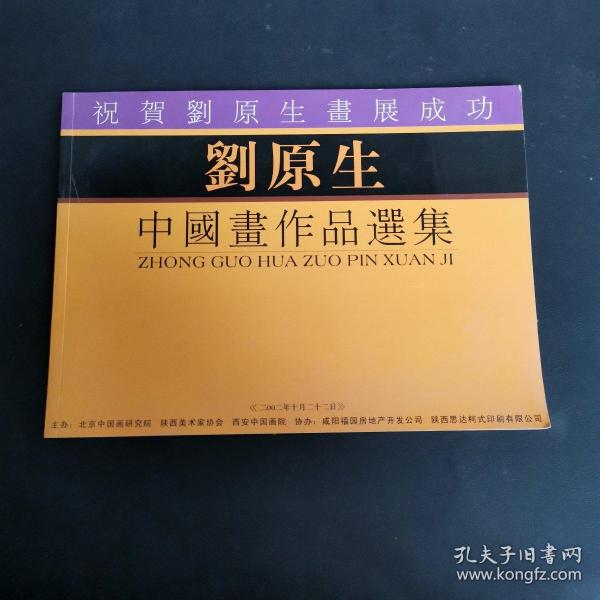 祝賀劉原生畫展成功
劉原生
中國畫作品選集
ZHONG GUO HUA ZUO PIN XUAN JI
《二00二年十月二十二日》
主办：北京中国画研究院 陕西美术家协会 西安中国画院 协办：咸阳福园房地产开发公司 陕西思达柯式印刷有限公司
孔夫子旧书网
www.kongfz.com